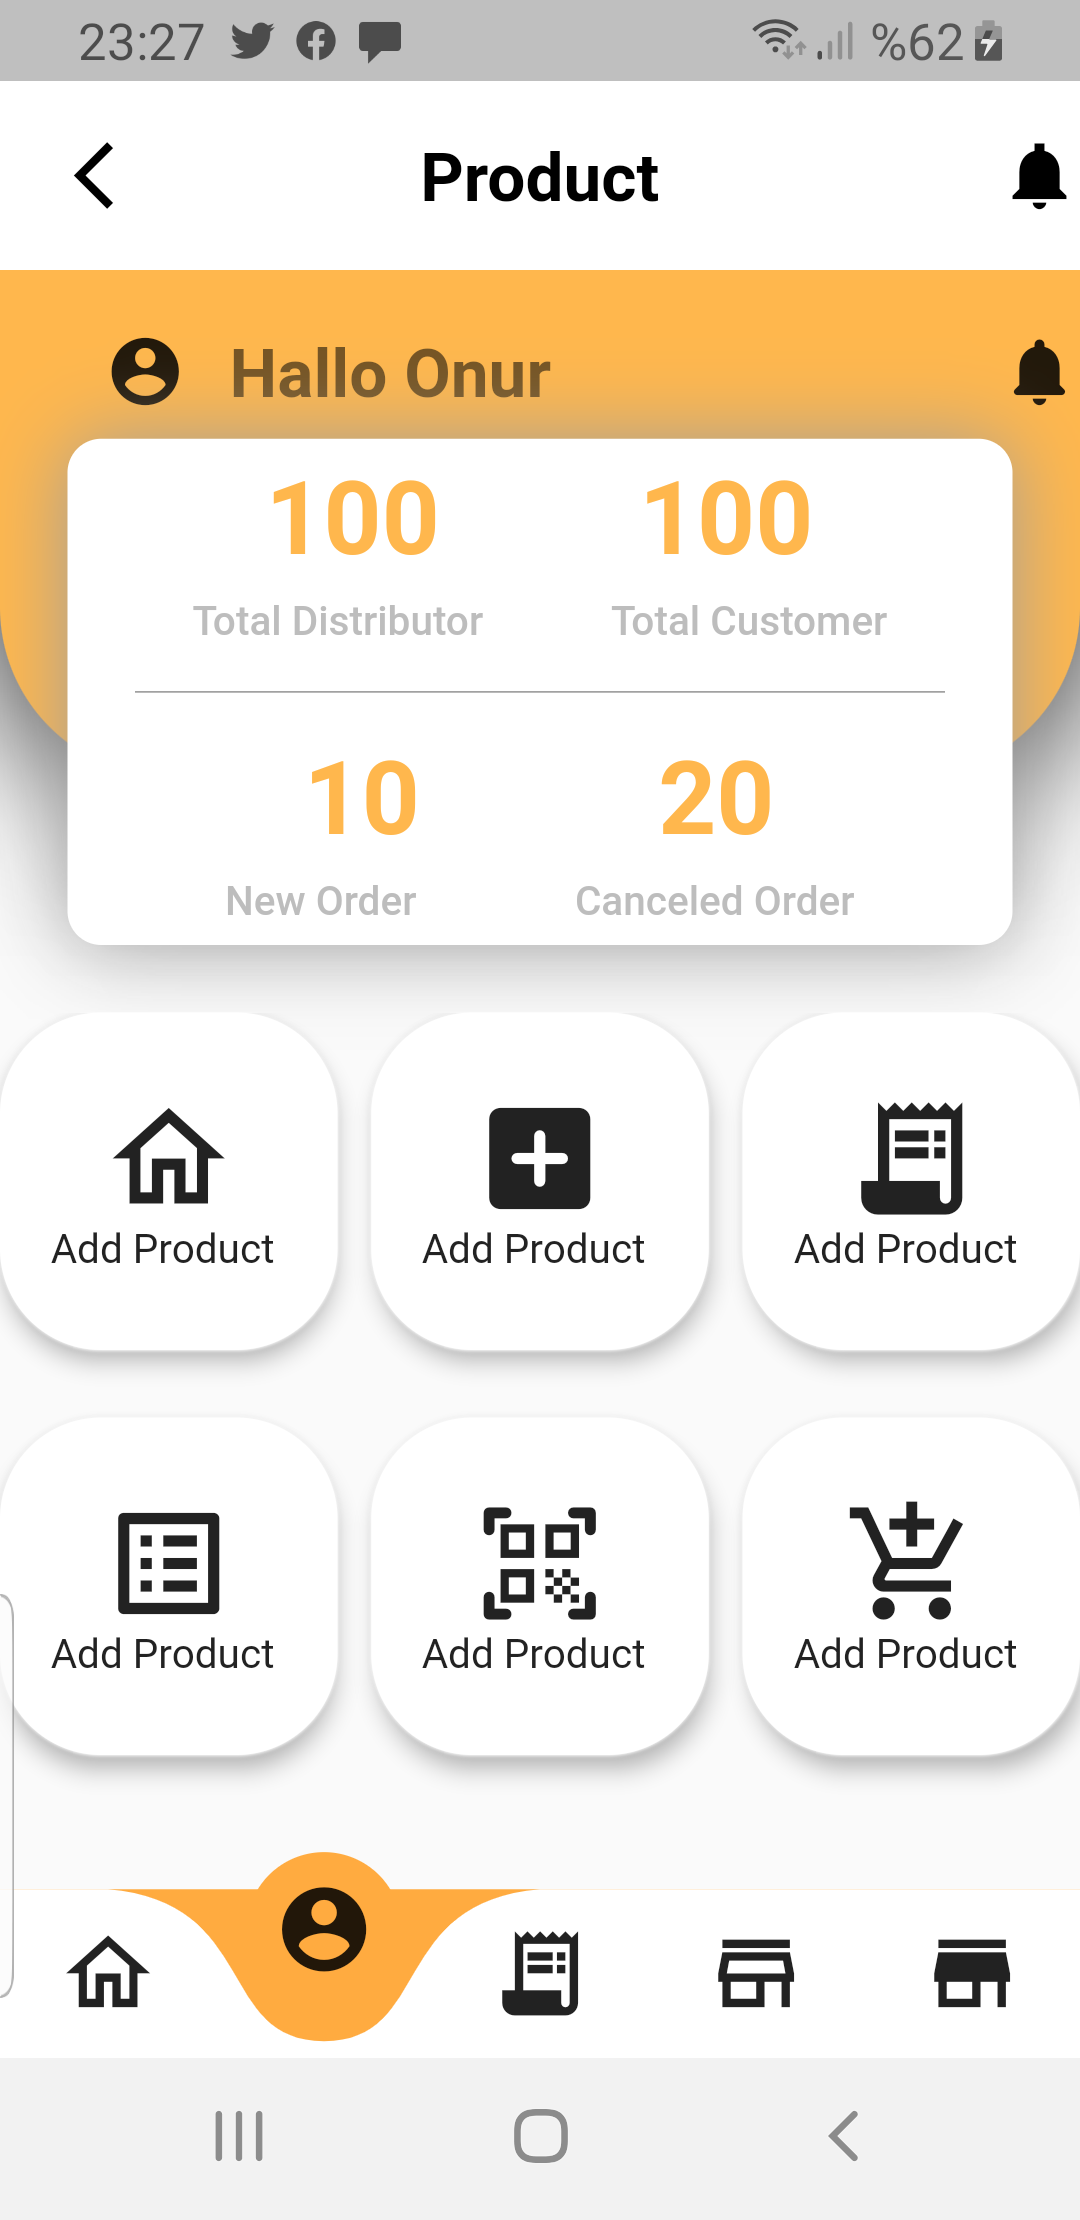 23:27 %62
Product
Hallo Onur
100 100
Total Distributor Total Customer
10 20
New Order Canceled Order
Add Product Add Product Add Product
Add Product Add Product Add Product